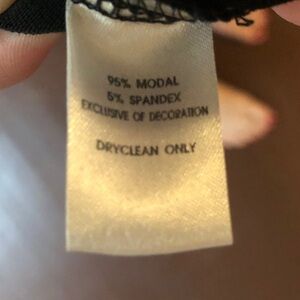 95% MODAL
5% SPANDEX
EXCLUSIVE OF DECORATION
DRYCLEAN ONLY